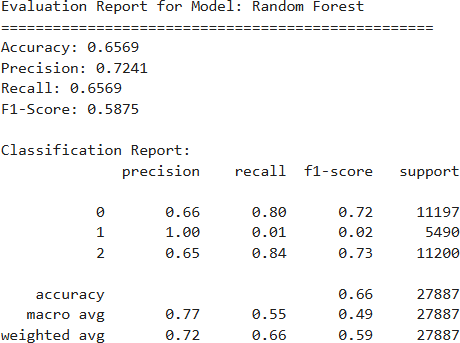 Evaluation Report for Model: Random Forest
==================================================
Accuracy: 0.6569
Precision: 0.7241
Recall: 0.6569
F1-Score: 0.5875
Classification Report:
precision recall f1-score support
0 0.66 0.80 0.72 11197
1 1.00 0.01 0.02 5490
2 0.65 0.84 0.73 11200
accuracy 0.66 27887
macro avg 0.77 0.55 0.49 27887
weighted avg 0.72 0.66 0.59 27887